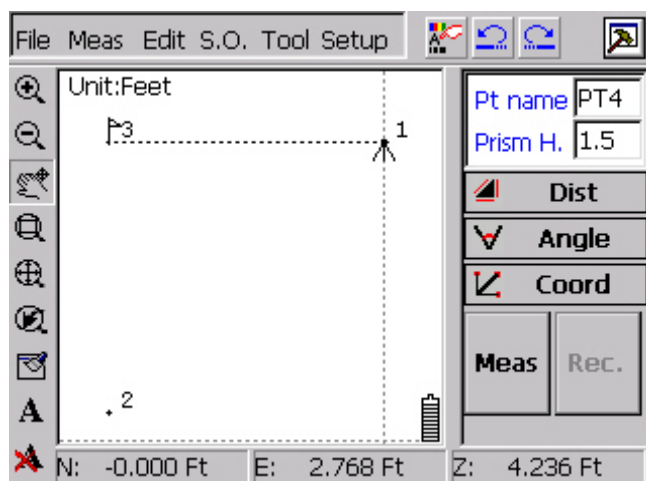 File Meas Edit S.O. Tool Setup
Unit:Feet
3
1
2
Pt name PT4
Prism H. 1.5
Dist
Angle
Coord
Meas Rec.
A
N: -0.000 Ft E: 2.768 Ft Z: 4.236 Ft